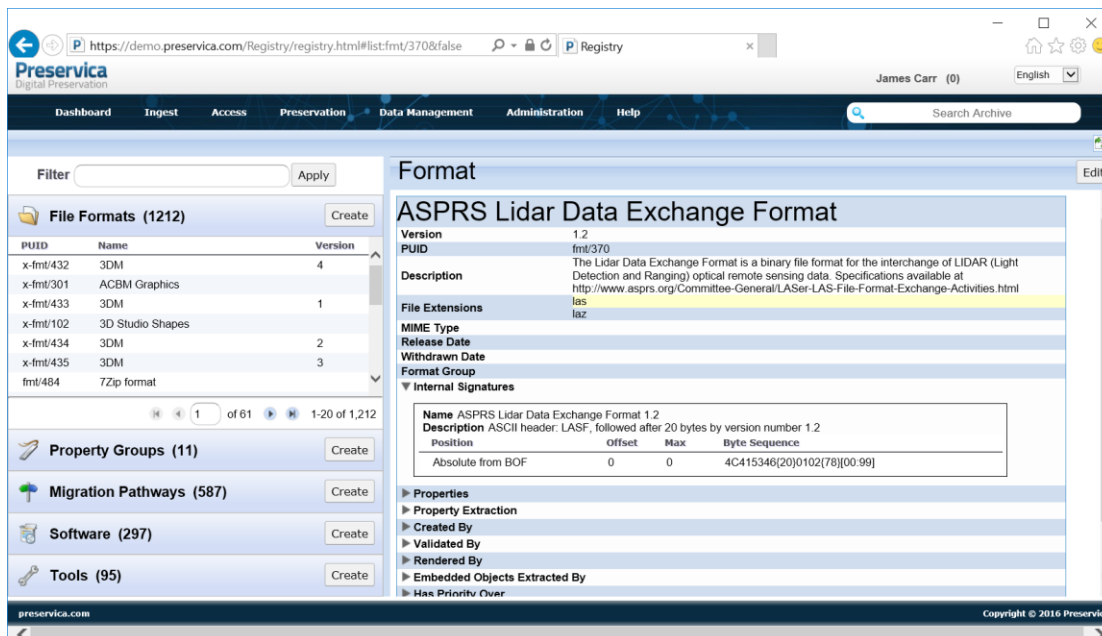 https://demo.preservica.com/Registry/registry.html#list:fmt/370&false
Registry
Preservica
Digital Preservation
James Carr (0)
English
Dashboard Ingest Access Preservation Data Management Administration Help
Search Archive
Filter
Apply
Format
Edit
File Formats (1212)
Create
PUID Name Version
x-fmt/432 3DM 4
x-fmt/301 ACBM Graphics
x-fmt/433 3DM 1
x-fmt/102 3D Studio Shapes
x-fmt/434 3DM 2
x-fmt/435 3DM 3
fmt/484 7Zip format
1 of 61 1-20 of 1,212
Property Groups (11)
Create
Migration Pathways (587)
Create
Software (297)
Create
Tools (95)
Create
ASPRS Lidar Data Exchange Format
Version 1.2
PUID fmt/370
Description
The Lidar Data Exchange Format is a binary file format for the interchange of LIDAR (Light
Detection and Ranging) optical remote sensing data. Specifications available at
http://www.asprs.org/Committee-General/LASer-LAS-File-Format-Exchange-Activities.html
File Extensions
las
laz
MIME Type
Release Date
Withdrawn Date
Format Group
Internal Signatures
Name ASPRS Lidar Data Exchange Format 1.2
Description ASCII header: LASF, followed after 20 bytes by version number 1.2
Position Offset Max Byte Sequence
Absolute from BOF 0 0 4C415346{20}0102{78}[00:99]
Properties
Property Extraction
Created By
Validated By
Rendered By
Embedded Objects Extracted By
Has Priority Over
preservica.com
Copyright © 2016 Preservic